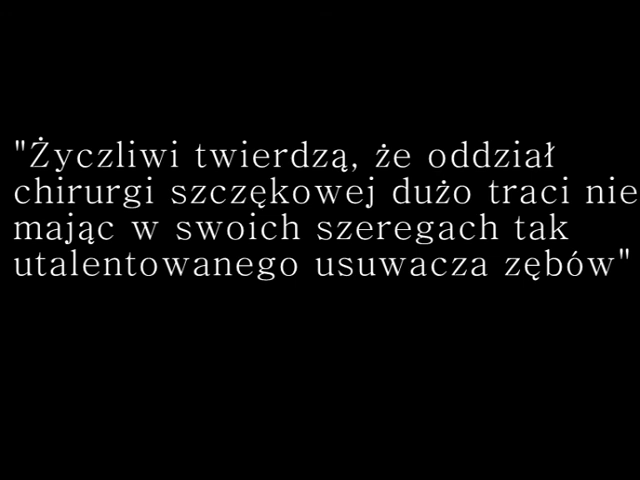 "Życzliwi twierdzą, że oddział
chirurgi szczękowej dużo traci nie
mając w swoich szeregach tak
utalentowanego usuwacza zębów"